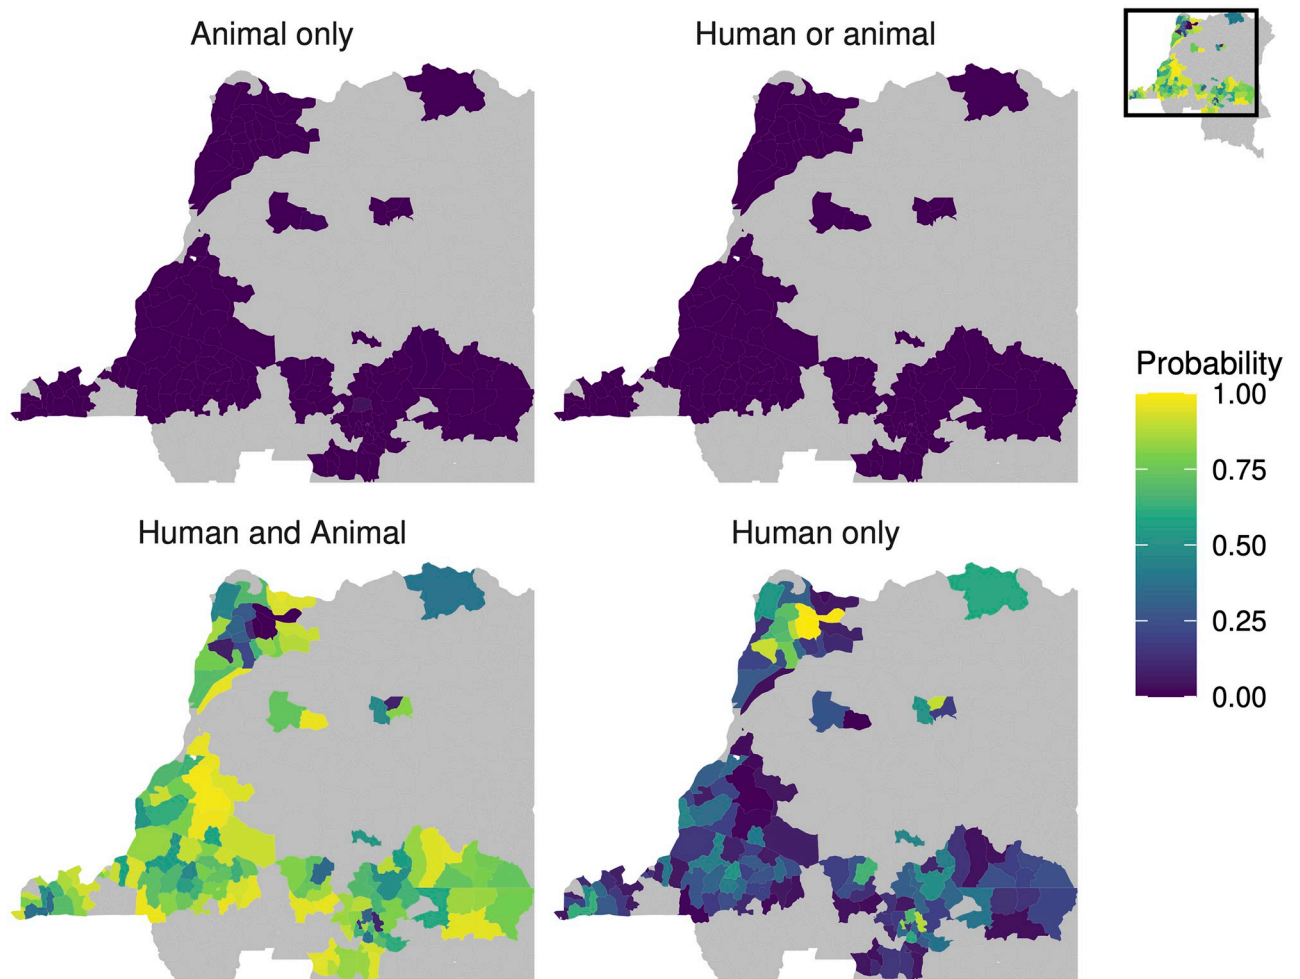 Animal only
Human or animal
Human and Animal
Human only
Probability
1.00
0.75
0.50
0.25
0.00